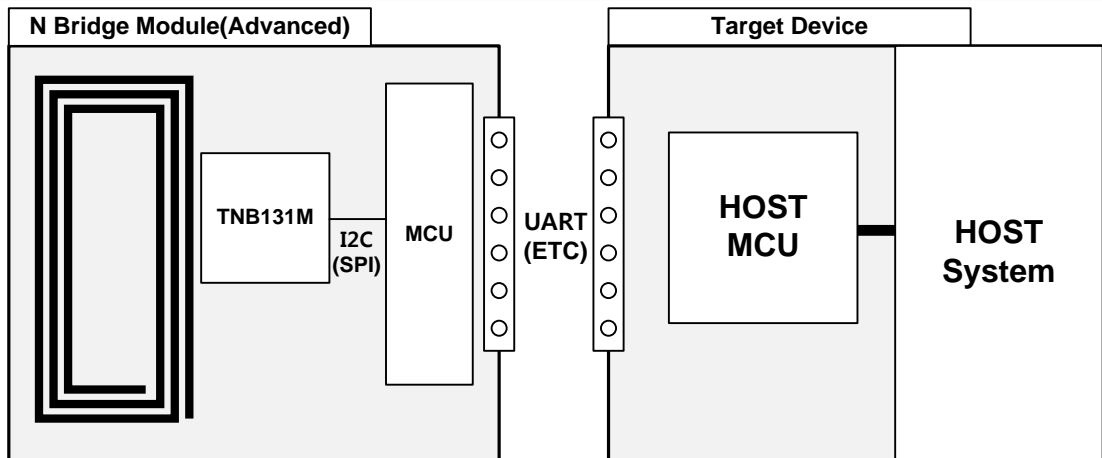 N Bridge Module(Advanced)
TNB131M
I2C
(SPI)
MCU
UART
(ETC)
Target Device
HOST
MCU
HOST
System